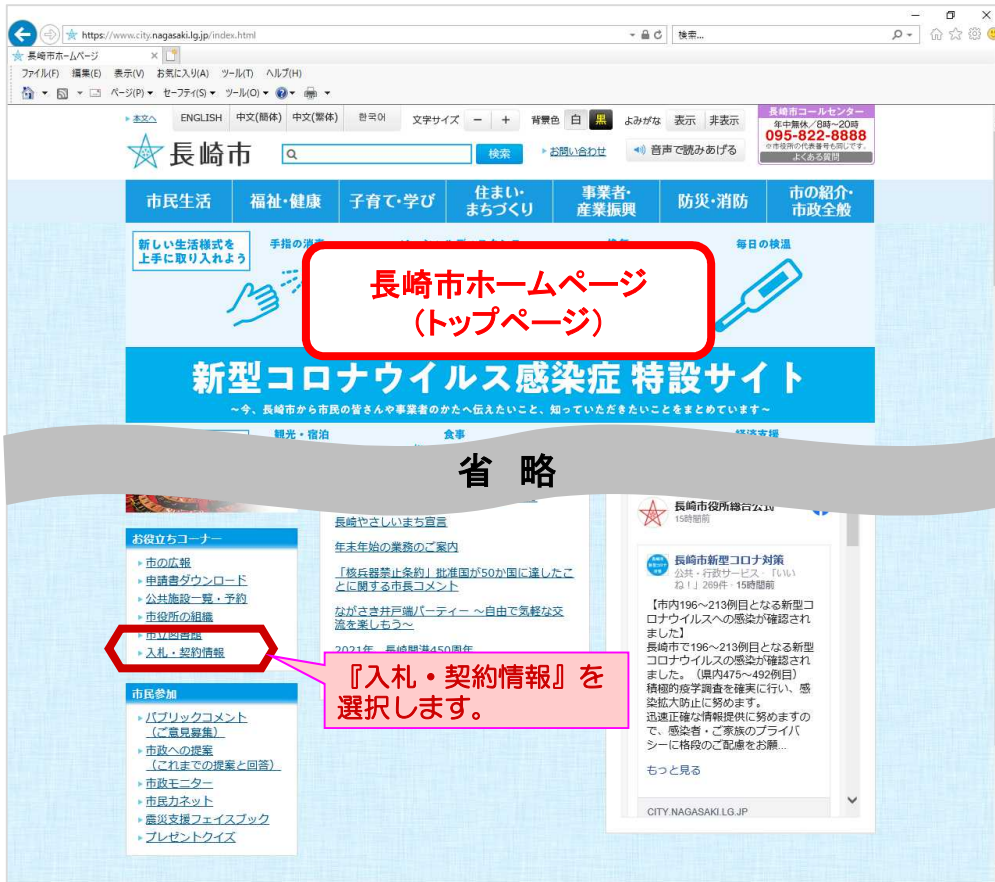 https://www.city.nagasaki.lg.jp/index.html
検索...
長崎市ホームページ
ファイル(F) 編集(E) 表示(V) お気に入り(A) ツール(T) ヘルプ(H)
ページ(P) セーフティ(S) ツール(O)
本文へ ENGLISH 中文(簡体) 中文(繁体) 한국어 文字サイズ － ＋ 背景色 白 黒 よみがな 表示 非表示
長崎市コールセンター
年中無休／8時～20時
095-822-8888
※市役所の代表番号も同じです。
よくある質問
長崎市 検索 お問い合わせ 音声で読みあげる
市民生活 福祉・健康 子育て・学び 住まい・まちづくり 事業者・産業振興 防災・消防 市の紹介・市政全般
新しい生活様式を
上手に取り入れよう
手指の消毒
毎日の検温
長崎市ホームページ
(トップページ)
新型コロナウイルス感染症 特設サイト
～今、長崎市から市民の皆さんや事業者のかたへ伝えたいこと、知っていただきたいことをまとめています～
観光・宿泊 食事 経済支援
省 略
お役立ちコーナー
市の広報
申請書ダウンロード
公共施設一覧・予約
市役所の組織
市立図書館
入札・契約情報
市民参加
パブリックコメント
（ご意見募集）
市政への提案
（これまでの提案と回答）
市政モニター
市民力ネット
震災支援フェイスブック
プレゼントクイズ
長崎やさしいまち宣言
年末年始の業務のご案内
「核兵器禁止条約」批准国が50か国に達したこ
とに関する市長コメント
ながさき井戸端パーティー ～自由で気軽な交
流を楽しもう～
2021年 長崎開港450周年
『入札・契約情報』を
選択します。
長崎市役所総合公式
15時間前
長崎市新型コロナ対策
公共・行政サービス・「いい
ね！」269件・15時間前
【市内196～213例目となる新型コ
ロナウイルスへの感染が確認され
ました】
長崎市で196～213例目となる新型
コロナウイルスの感染が確認され
ました。（県内475～492例目）
積極的疫学調査を確実に行い、感
染拡大防止に努めます。
迅速正確な情報提供に努めますの
で、感染者・ご家族のプライバ
シーに格段のご配慮をお願...
もっと見る
CITY.NAGASAKI.LG.JP